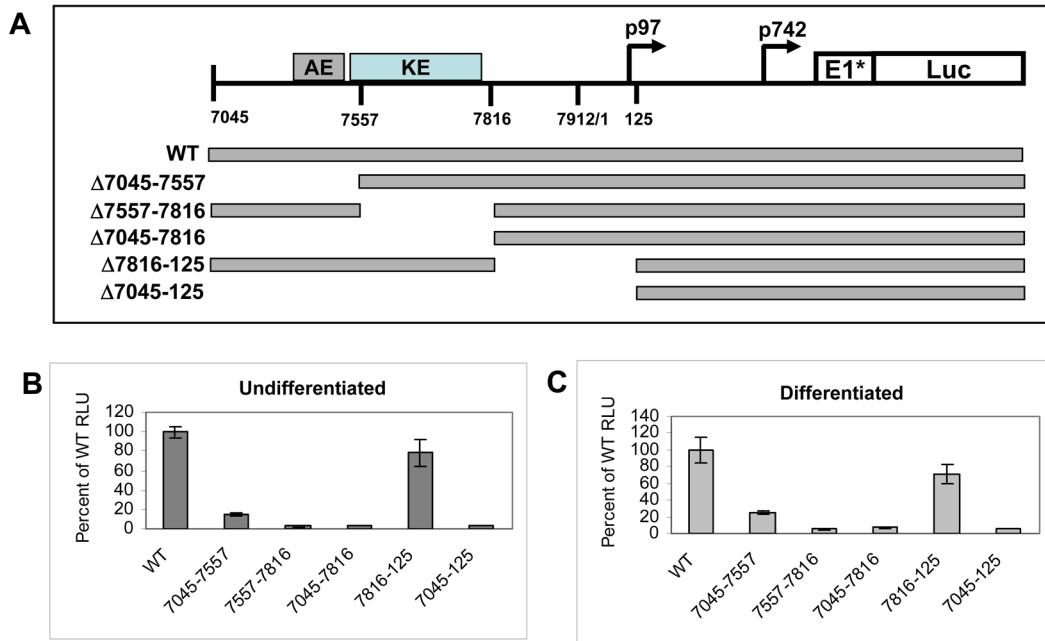 A
p97
p742
AE
KE
E1*
Luc
7045
7557
7816
7912/1
125
WT
Δ7045-7557
Δ7557-7816
Δ7045-7816
Δ7816-125
Δ7045-125
B
Undifferentiated
Percent of WT RLU
120
100
80
60
40
20
0
WT
7045-7557
7557-7816
7045-7816
7816-125
7045-125
C
Differentiated
Percent of WT RLU
140
120
100
80
60
40
20
0
WT
7045-7557
7557-7816
7045-7816
7816-125
7045-125